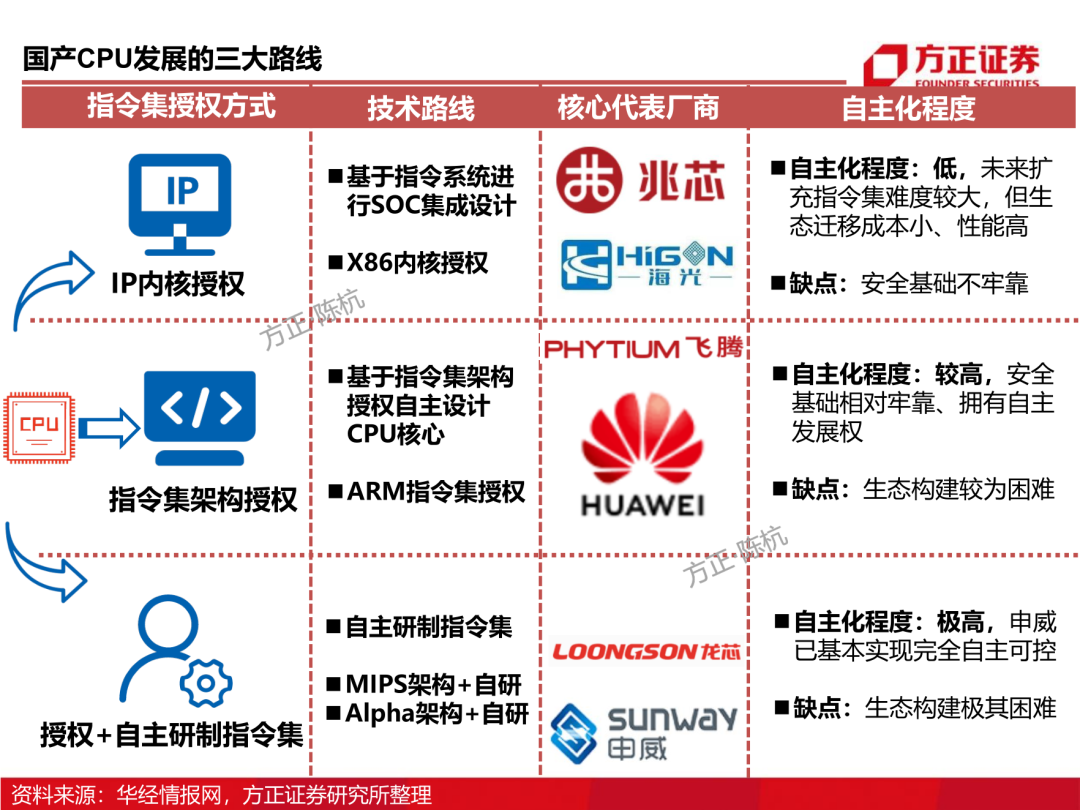 国产CPU发展的三大路线
方正证券
FOUNDER SECURITIES
指令集授权方式
技术路线
核心代表厂商
自主化程度
IP
IP内核授权
■基于指令系统进
行SOC集成设计
■X86内核授权
兆芯
HiGON
海光
■自主化程度：低，未来扩
充指令集难度较大，但生
态迁移成本小、性能高
■缺点：安全基础不牢靠
方正 陈杭
CPU
</>
指令集架构授权
■基于指令集架构
授权自主设计
CPU核心
■ARM指令集授权
PHYTIUM飞腾
HUAWEI
■自主化程度：较高，安全
基础相对牢靠、拥有自主
发展权
■缺点：生态构建较为困难
方正 陈杭
授权+自主研制指令集
■自主研制指令集
■MIPS架构+自研
■Alpha架构+自研
LOONGSON龙芯
SUNWAY
申威
■自主化程度：极高，申威
已基本实现完全自主可控
■缺点：生态构建极其困难
资料来源：华经情报网，方正证券研究所整理